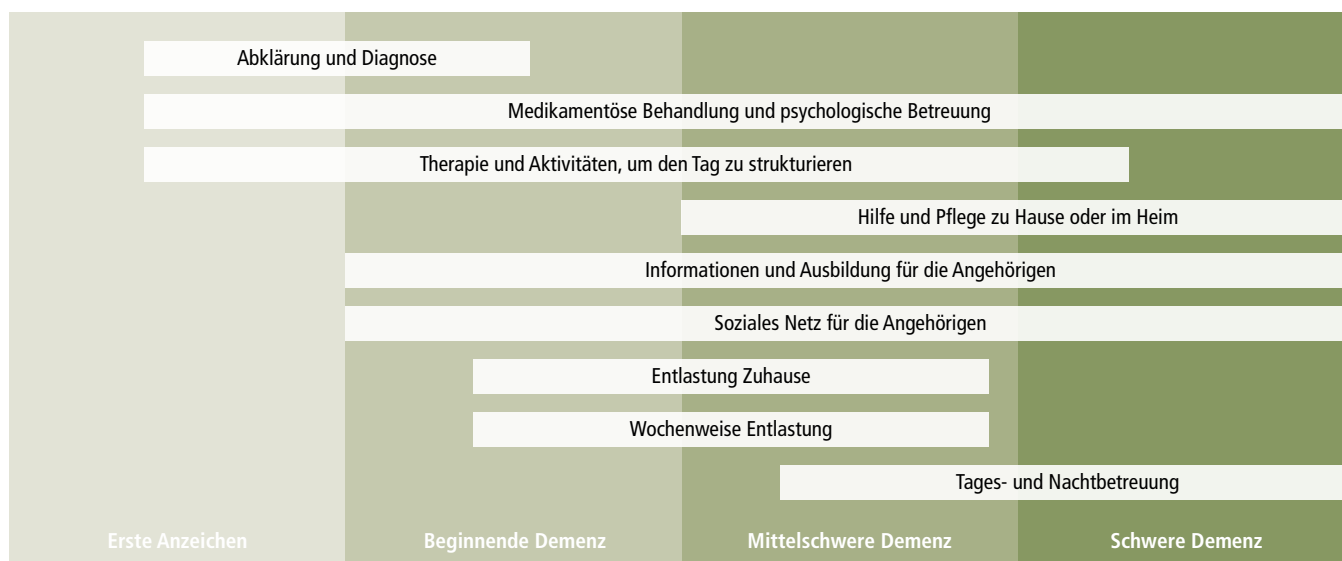 Abklärung und Diagnose
Medikamentöse Behandlung und psychologische Betreuung
Therapie und Aktivitäten, um den Tag zu strukturieren
Hilfe und Pflege zu Hause oder im Heim
Informationen und Ausbildung für die Angehörigen
Soziales Netz für die Angehörigen
Entlastung Zuhause
Wochenweise Entlastung
Tages- und Nachtbetreuung
Erste Anzeichen Beginnende Demenz Mittelschwere Demenz Schwere Demenz